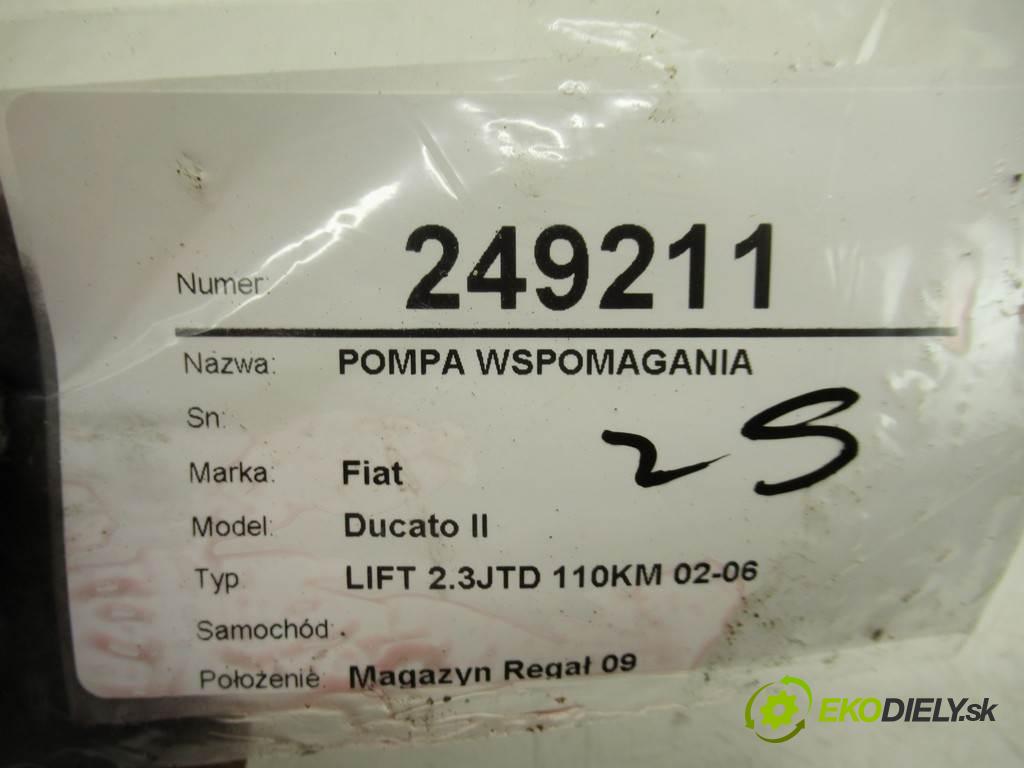 Numer: 249211
Nazwa: POMPA WSPOMAGANIA
Sn:
Marka: Fiat
Model: Ducato II
Typ LIFT 2.3JTD 110KM 02-06
Samochód .
Położenie: Magazyn Regał 09
EKODIELY.sk